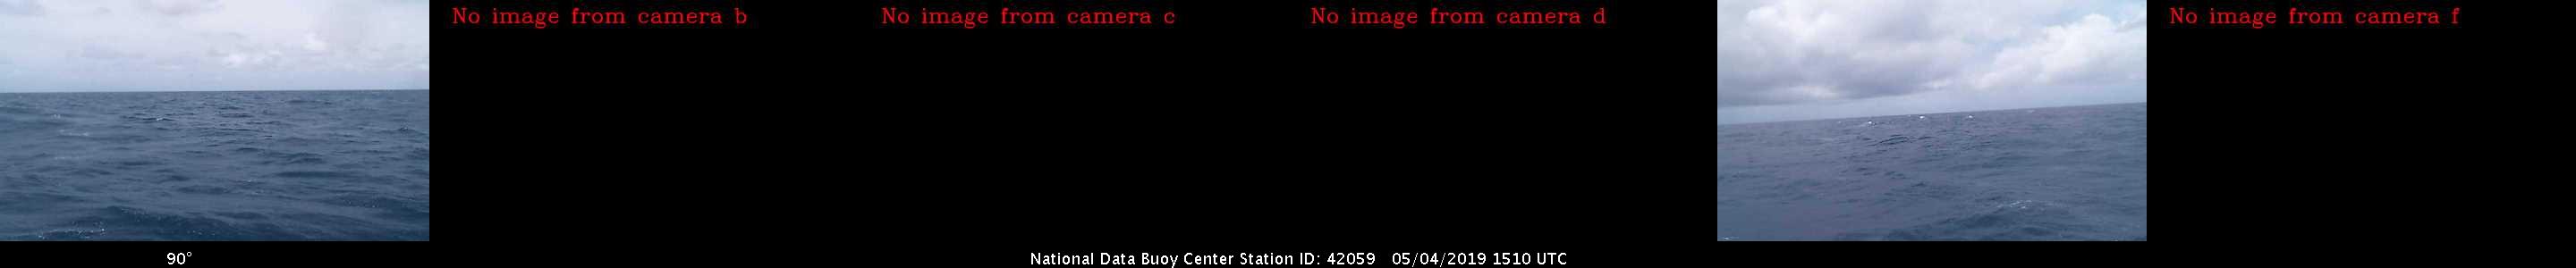 No image from camera b
No image from camera c
No image from camera d
No image from camera f
90°
National Data Buoy Center Station ID: 42059 05/04/2019 1510 UTC